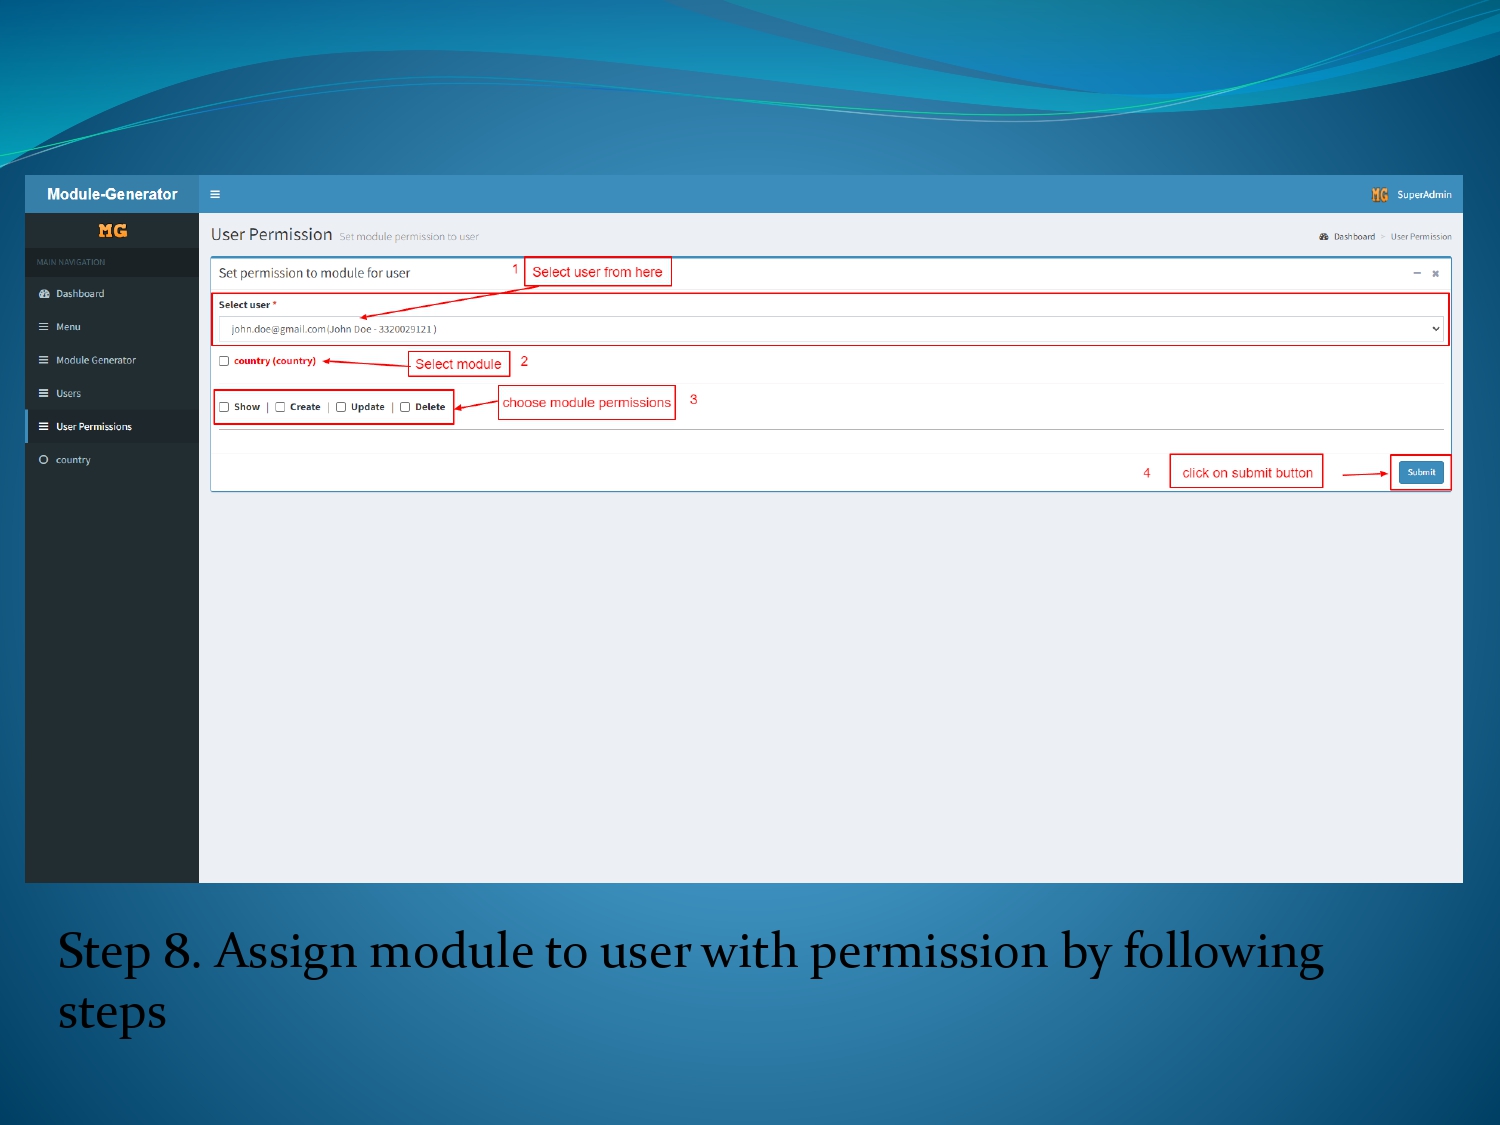 Module-Generator
MG SuperAdmin
MG
MAIN NAVIGATION
Dashboard
Menu
Module Generator
Users
User Permissions
country
User Permission Set module permission to user
Dashboard > User Permission
Set permission to module for user
1 Select user from here
Select user *
john.doe@gmail.com(John Doe - 3320029121 )
country (country)
Select module 2
Show | Create | Update | Delete
choose module permissions 3
4 click on submit button
Submit
Step 8. Assign module to user with permission by following
steps